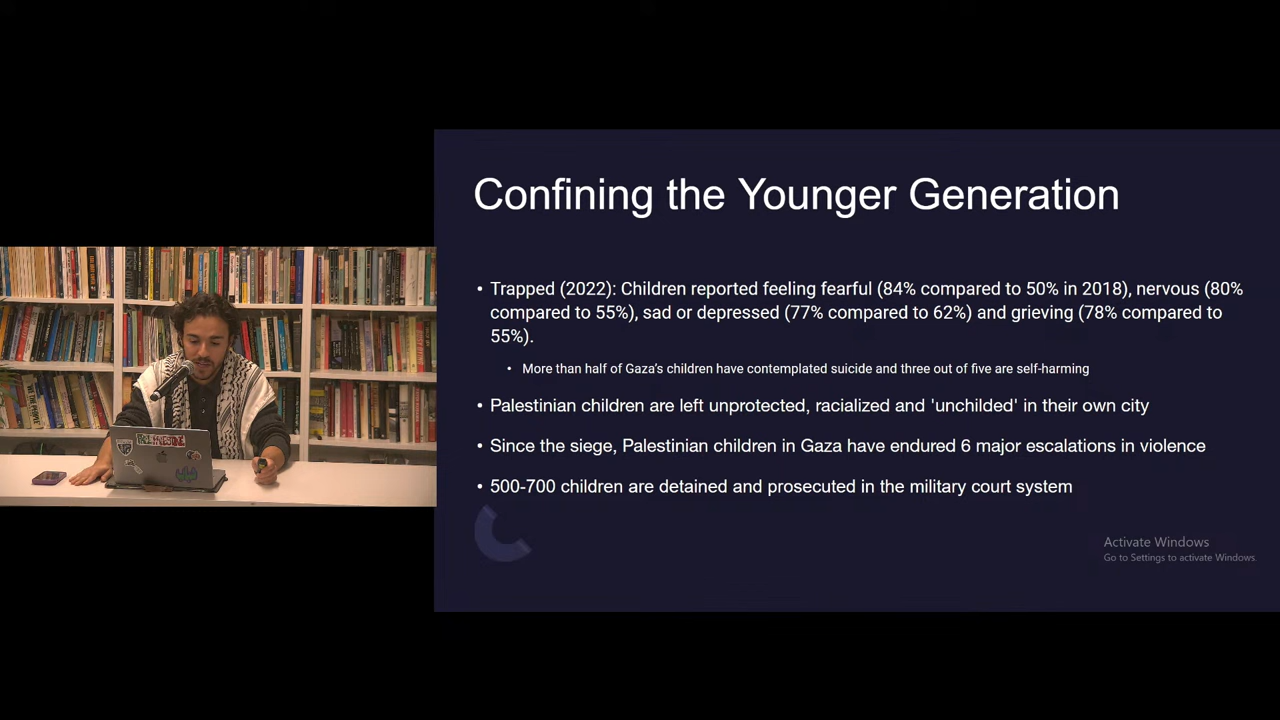 Confining the Younger Generation
• Trapped (2022): Children reported feeling fearful (84% compared to 50% in 2018), nervous (80%
compared to 55%), sad or depressed (77% compared to 62%) and grieving (78% compared to
55%).
• More than half of Gaza's children have contemplated suicide and three out of five are self-harming
• Palestinian children are left unprotected, racialized and 'unchilded' in their own city
• Since the siege, Palestinian children in Gaza have endured 6 major escalations in violence
• 500-700 children are detained and prosecuted in the military court system
Activate Windows
Go to Settings to activate Windows.